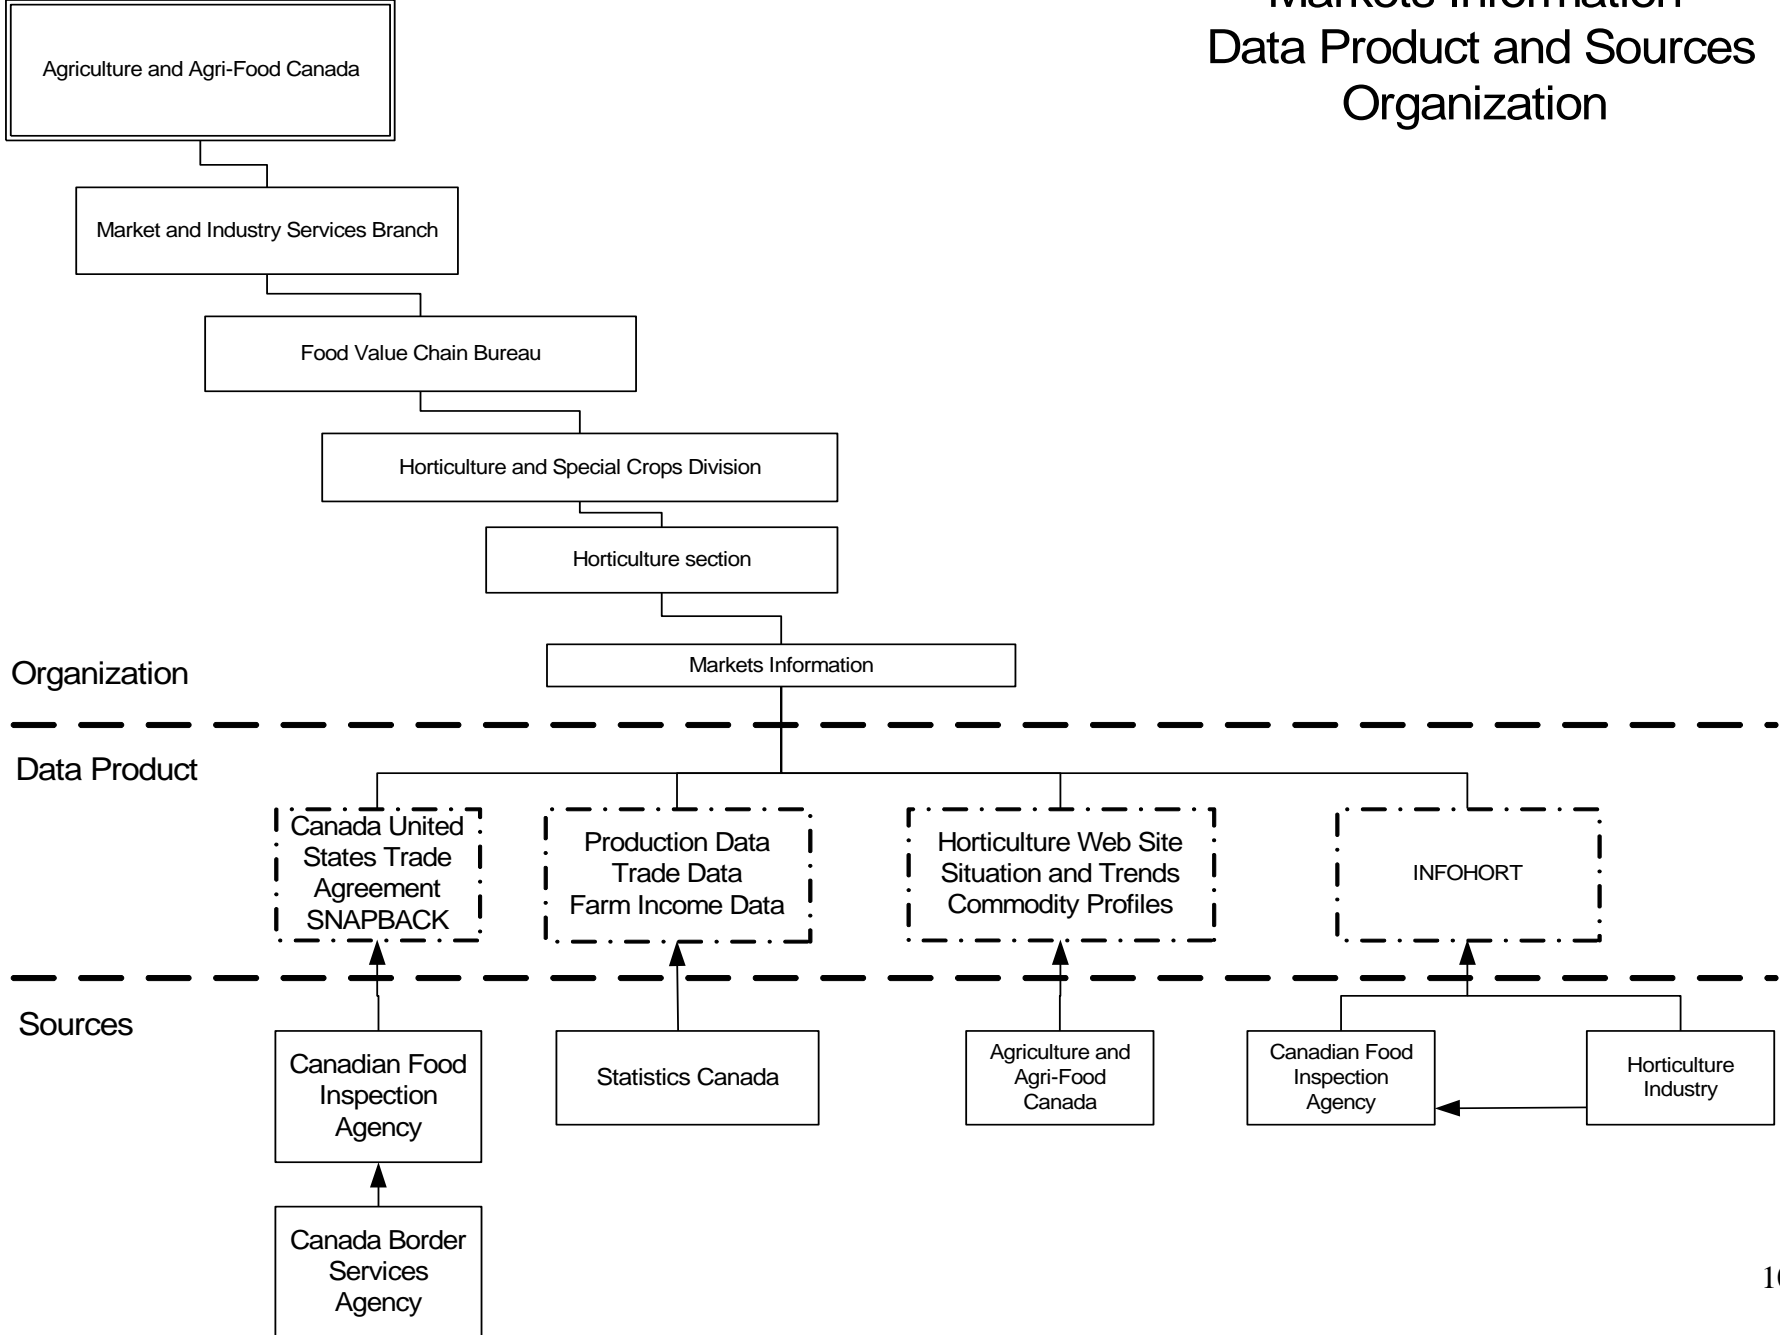 Markets Information
Data Product and Sources
Organization
Agriculture and Agri-Food Canada
Market and Industry Services Branch
Food Value Chain Bureau
Horticulture and Special Crops Division
Horticulture section
Markets Information
Organization
Data Product
Canada United
States Trade
Agreement
SNAPBACK
Production Data
Trade Data
Farm Income Data
Horticulture Web Site
Situation and Trends
Commodity Profiles
INFOHORT
Sources
Canadian Food
Inspection
Agency
Statistics Canada
Agriculture and
Agri-Food
Canada
Canadian Food
Inspection
Agency
Horticulture
Industry
Canada Border
Services
Agency